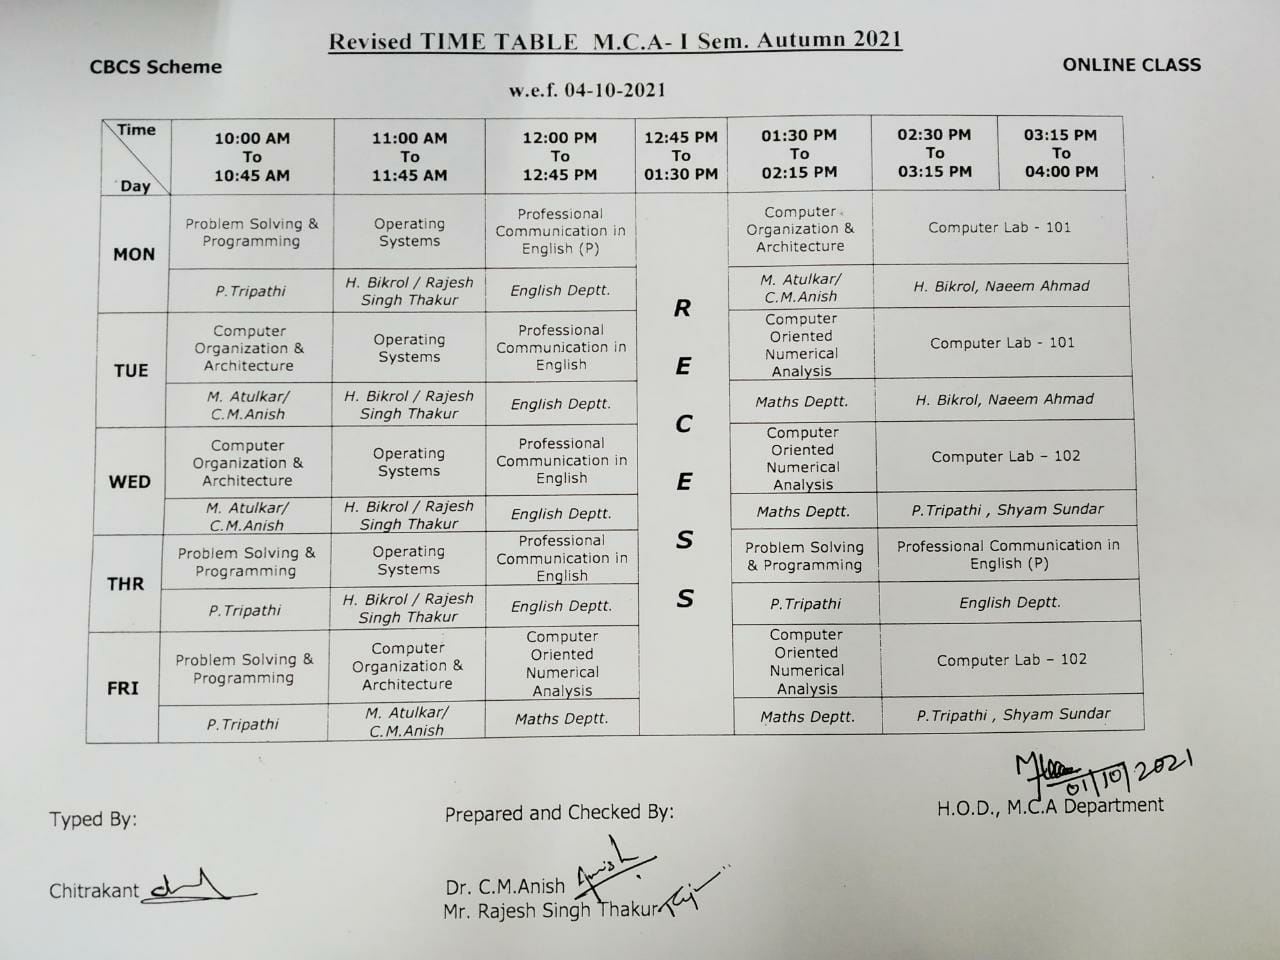 Revised TIME TABLE M.C.A- I Sem. Autumn 2021
CBCS Scheme
ONLINE CLASS
w.e.f. 04-10-2021
Time
Day
10:00 AM
To
10:45 AM
11:00 AM
To
11:45 AM
12:00 PM
To
12:45 PM
12:45 PM
To
01:30 PM
01:30 PM
To
02:15 PM
02:30 PM
To
03:15 PM
03:15 PM
To
04:00 PM
MON
Problem Solving &
Programming
Operating
Systems
Professional
Communication in
English (P)
Computer
Organization &
Architecture
Computer Lab - 101
P.Tripathi
H. Bikrol / Rajesh
Singh Thakur
English Deptt.
M. Atulkar/
C.M.Anish
H. Bikrol, Naeem Ahmad
TUE
Computer
Organization &
Architecture
Operating
Systems
Professional
Communication in
English
Computer
Oriented
Numerical
Analysis
Computer Lab - 101
M. Atulkar/
C.M.Anish
H. Bikrol / Rajesh
Singh Thakur
English Deptt.
Maths Deptt.
H. Bikrol, Naeem Ahmad
WED
Computer
Organization &
Architecture
Operating
Systems
Professional
Communication in
English
Computer
Oriented
Numerical
Analysis
Computer Lab – 102
M. Atulkar/
C.M.Anish
H. Bikrol / Rajesh
Singh Thakur
English Deptt.
Maths Deptt.
P.Tripathi , Shyam Sundar
THR
Problem Solving &
Programming
Operating
Systems
Professional
Communication in
English
Problem Solving
& Programming
Professional Communication in
English (P)
P.Tripathi
H. Bikrol / Rajesh
Singh Thakur
English Deptt.
P.Tripathi
English Deptt.
FRI
Problem Solving &
Programming
Computer
Organization &
Architecture
Computer
Oriented
Numerical
Analysis
Computer
Oriented
Numerical
Analysis
Computer Lab – 102
P.Tripathi
M. Atulkar/
C.M.Anish
Maths Deptt.
Maths Deptt.
P.Tripathi , Shyam Sundar
R
E
C
E
S
S
01/10/2021
H.O.D., M.C.A Department
Typed By:
Prepared and Checked By:
Chitrakant
Dr. C.M.Anish Anish
Mr. Rajesh Singh Thakur